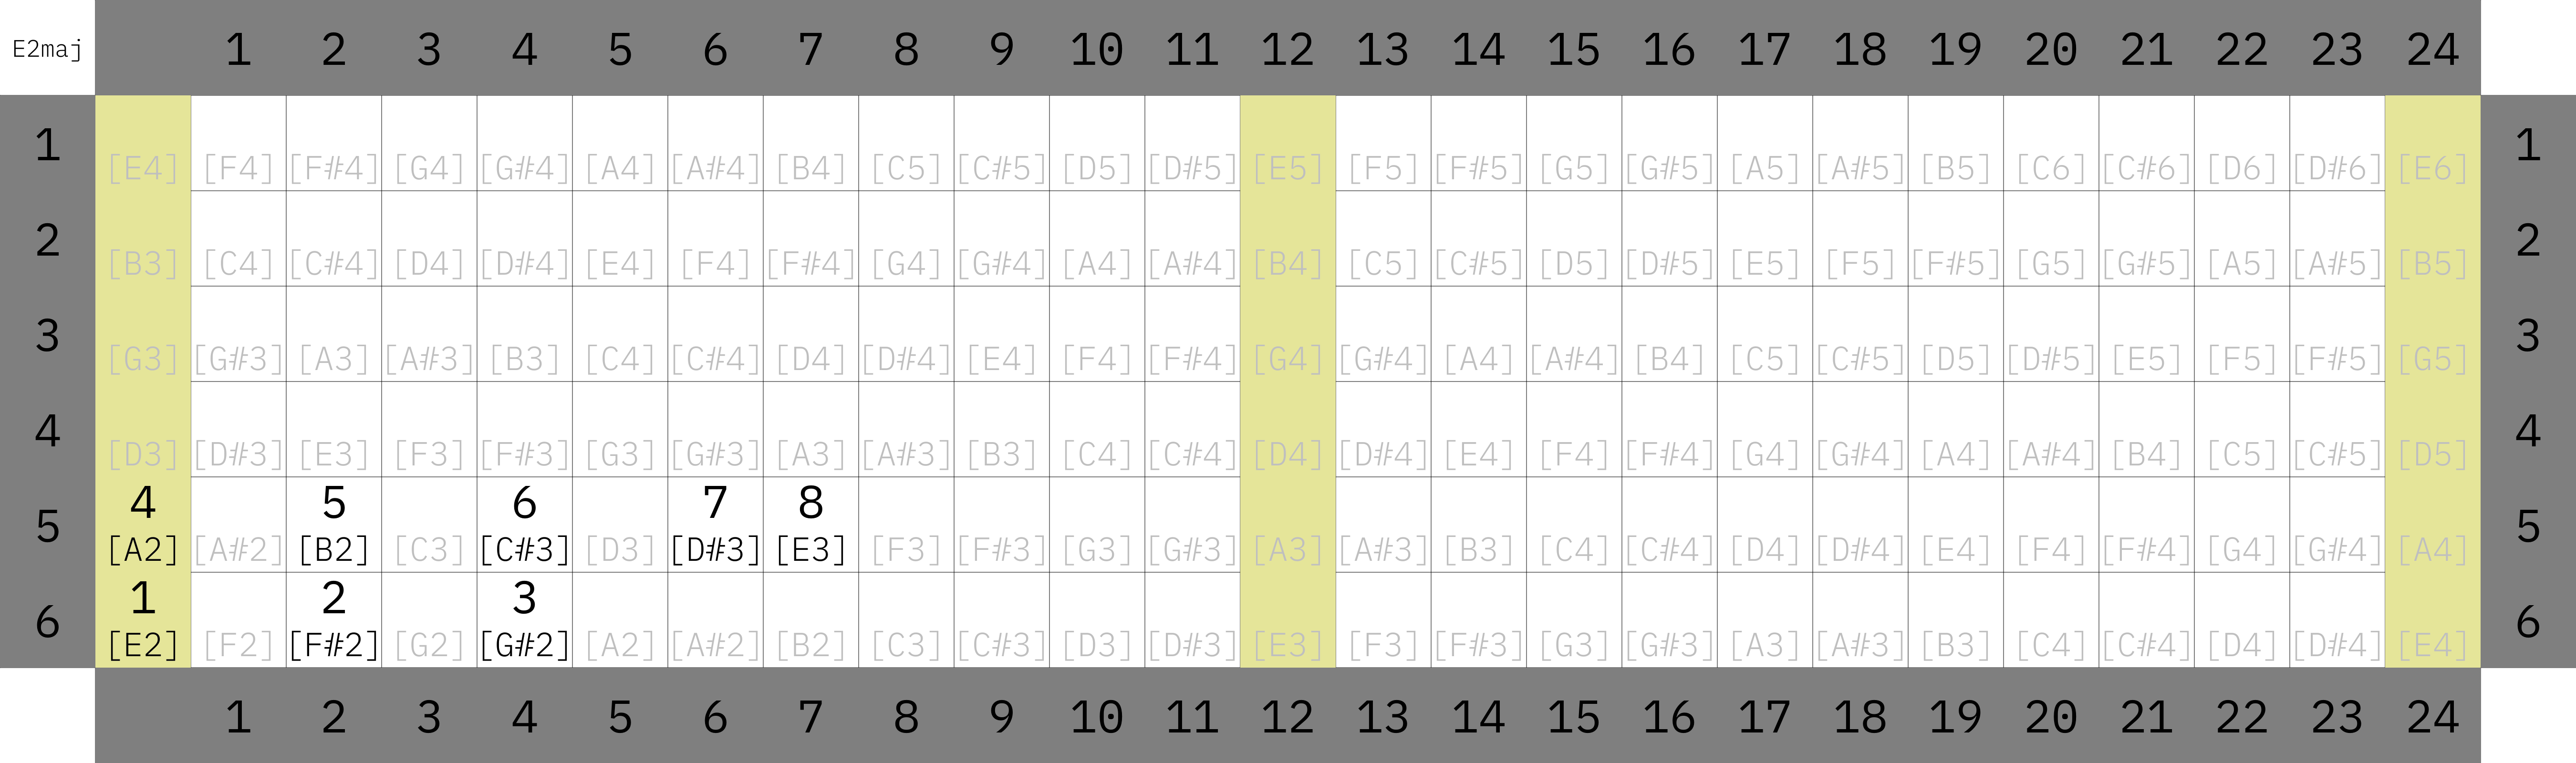 E2maj 1 2 3 4 5 6 7 8 9 10 11 12 13 14 15 16 17 18 19 20 21 22 23 24
1 [E4] [F4] [F#4] [G4] [G#4] [A4] [A#4] [B4] [C5] [C#5] [D5] [D#5] [E5] [F5] [F#5] [G5] [G#5] [A5] [A#5] [B5] [C6] [C#6] [D6] [D#6] [E6] 1
2 [B3] [C4] [C#4] [D4] [D#4] [E4] [F4] [F#4] [G4] [G#4] [A4] [A#4] [B4] [C5] [C#5] [D5] [D#5] [E5] [F5] [F#5] [G5] [G#5] [A5] [A#5] [B5] 2
3 [G3] [G#3] [A3] [A#3] [B3] [C4] [C#4] [D4] [D#4] [E4] [F4] [F#4] [G4] [G#4] [A4] [A#4] [B4] [C5] [C#5] [D5] [D#5] [E5] [F5] [F#5] [G5] 3
4 [D3] [D#3] [E3] [F3] [F#3] [G3] [G#3] [A3] [A#3] [B3] [C4] [C#4] [D4] [D#4] [E4] [F4] [F#4] [G4] [G#4] [A4] [A#4] [B4] [C5] [C#5] [D5] 4
4 5 6 7 8
5 [A2] [A#2] [B2] [C3] [C#3] [D3] [D#3] [E3] [F3] [F#3] [G3] [G#3] [A3] [A#3] [B3] [C4] [C#4] [D4] [D#4] [E4] [F4] [F#4] [G4] [G#4] [A4] 5
1 2 3
6 [E2] [F2] [F#2] [G2] [G#2] [A2] [A#2] [B2] [C3] [C#3] [D3] [D#3] [E3] [F3] [F#3] [G3] [G#3] [A3] [A#3] [B3] [C4] [C#4] [D4] [D#4] [E4] 6
1 2 3 4 5 6 7 8 9 10 11 12 13 14 15 16 17 18 19 20 21 22 23 24